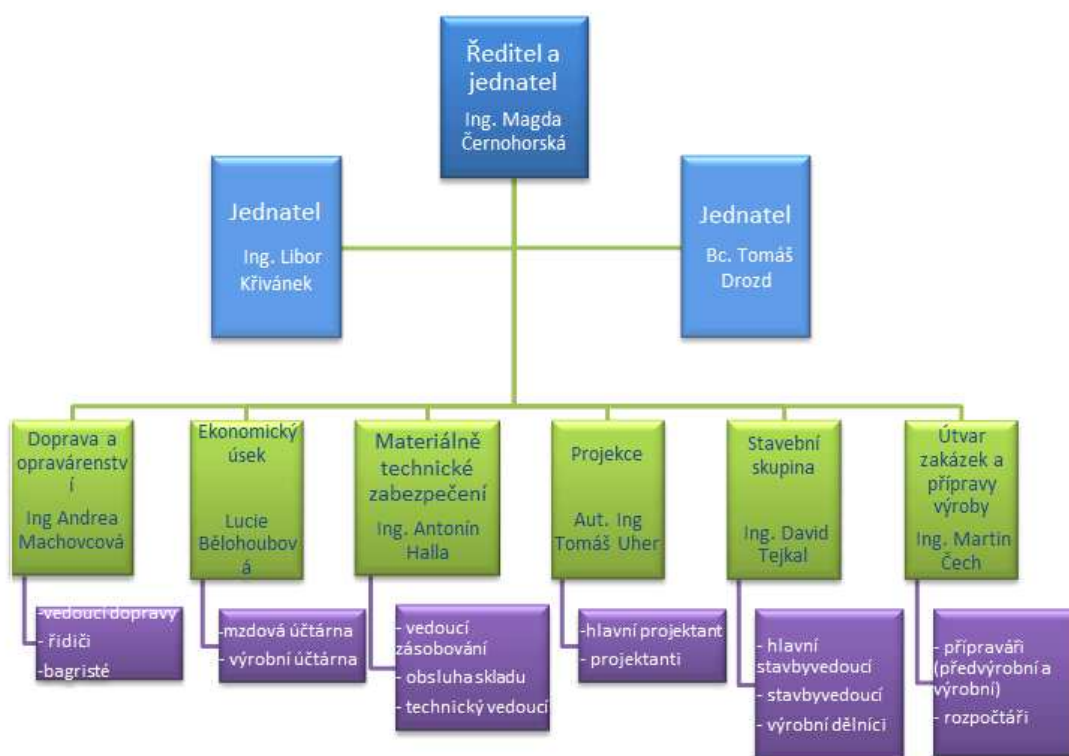 Ředitel a
jednatel
Ing. Magda
Černohorská
Jednatel
Ing. Libor
Křivánek
Jednatel
Bc. Tomáš
Drozd
Doprava a
opravárenstv
í
Ing Andrea
Machovcová
Ekonomický
úsek
Lucie
Bělohoubov
á
Materiálně
technické
zabezpečení
Ing. Antonín
Halla
Projekce
Aut. Ing
Tomáš Uher
Stavební
skupina
Ing. David
Tejkal
Útvar
zakázek a
přípravy
výroby
Ing. Martin
Čech
-vedoucí dopravy
- řidiči
-bagristé
-mzdová účtárna
- výrobní účtárna
- vedoucí
zásobování
- obsluha skladu
- technický vedoucí
-hlavní projektant
- projektanti
- hlavní
stavbyvedoucí
- stavbyvedoucí
- výrobní dělníci
- přípraváři
(předvýrobní a
výrobní)
- rozpočtáři